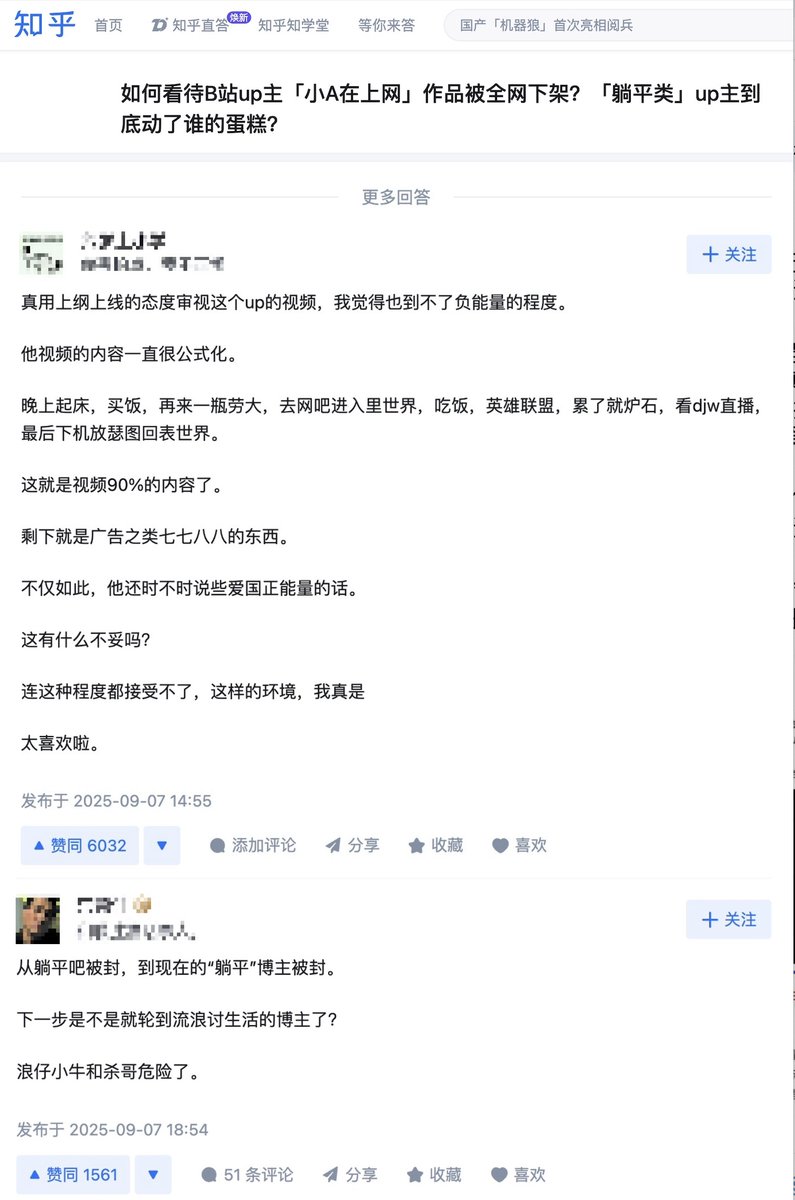 知乎 首页 知乎直答 焕新 知乎知学堂 等你来答 国产「机器狼」首次亮相阅兵
如何看待B站up主「小A在上网」作品被全网下架？「躺平类」up主到
底动了谁的蛋糕？
更多回答
+ 关注
真用上纲上线的态度审视这个up的视频，我觉得也到不了负能量的程度。
他视频的内容一直很公式化。
晚上起床，买饭，再来一瓶劳大，去网吧进入里世界，吃饭，英雄联盟，累了就炉石，看djw直播，
最后下机放瑟图回表世界。
这就是视频90%的内容了。
剩下就是广告之类七七八八的东西。
不仅如此，他还时不时说些爱国正能量的话。
这有什么不妥吗？
连这种程度都接受不了，这样的环境，我真是
太喜欢啦。
发布于 2025-09-07 14:55
赞同 6032 添加评论 分享 收藏 喜欢
+ 关注
从躺平吧被封，到现在的“躺平”博主被封。
下一步是不是就轮到流浪讨生活的博主了？
浪仔小牛和杀哥危险了。
发布于 2025-09-07 18:54
赞同 1561 51 条评论 分享 收藏 喜欢